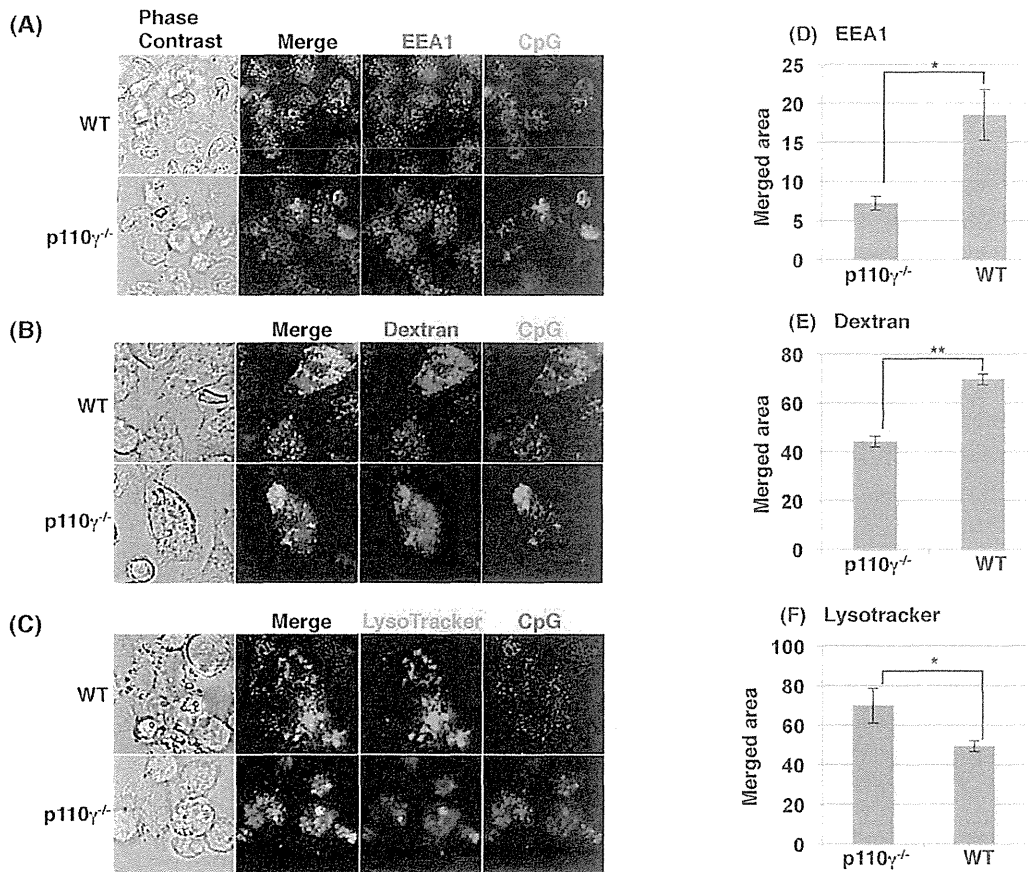 (A)
Phase
Contrast
Merge
EEA1
CpG
WT
p110γ-/-
(B)
Merge
Dextran
CpG
WT
p110γ-/-
(C)
Merge
LysoTracker
CpG
WT
p110γ-/-
(D) EEA1
Merged area
25
20
15
10
5
0
*
p110γ-/-
WT
(E) Dextran
Merged area
80
60
40
20
0
**
p110γ-/-
WT
(F) Lysotracker
Merged area
100
80
60
40
20
0
*
p110γ-/-
WT